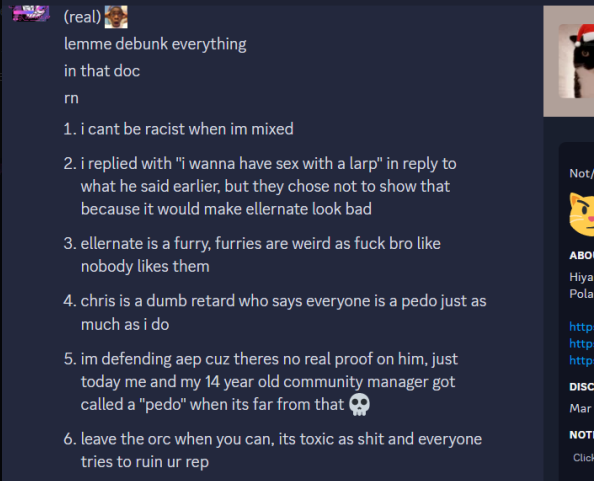 (real)
lemme debunk everything
in that doc
rn
1. i cant be racist when im mixed
2. i replied with "i wanna have sex with a larp" in reply to
what he said earlier, but they chose not to show that
because it would make ellernate look bad
3. ellernate is a furry, furries are weird as fuck bro like
nobody likes them
4. chris is a dumb retard who says everyone is a pedo just as
much as i do
5. im defending aep cuz theres no real proof on him, just
today me and my 14 year old community manager got
called a "pedo" when its far from that
6. leave the orc when you can, its toxic as shit and everyone
tries to ruin ur rep
Not/
ABO
Hiya
Pola
http
http
http
DISC
Mar
NOT
Click